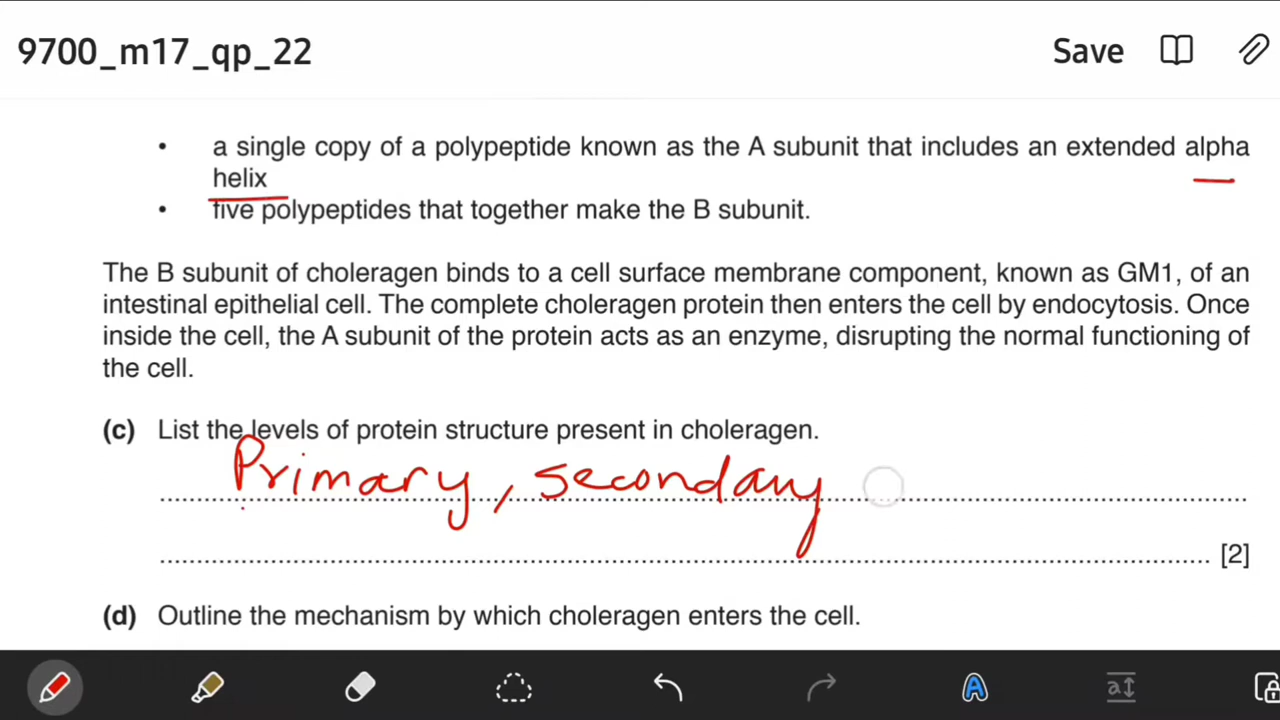 9700_m17_qp_22
Save
• a single copy of a polypeptide known as the A subunit that includes an extended alpha
helix
• five polypeptides that together make the B subunit.
The B subunit of choleragen binds to a cell surface membrane component, known as GM1, of an
intestinal epithelial cell. The complete choleragen protein then enters the cell by endocytosis. Once
inside the cell, the A subunit of the protein acts as an enzyme, disrupting the normal functioning of
the cell.
(c) List the levels of protein structure present in choleragen.
Primary, secondary
[2]
(d) Outline the mechanism by which choleragen enters the cell.
A
a